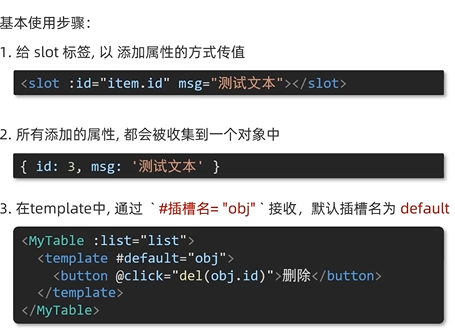 基本使用步骤：
1. 给 slot 标签, 以 添加属性的方式传值
<slot :id="item.id" msg="测试文本"></slot>
2. 所有添加的属性, 都会被收集到一个对象中
{ id: 3, msg: '测试文本' }
3. 在template中, 通过 `#插槽名= "obj"` 接收，默认插槽名为 default
<MyTable :list="list">
<template #default="obj">
<button @click="del(obj.id)">删除</button>
</template>
</MyTable>